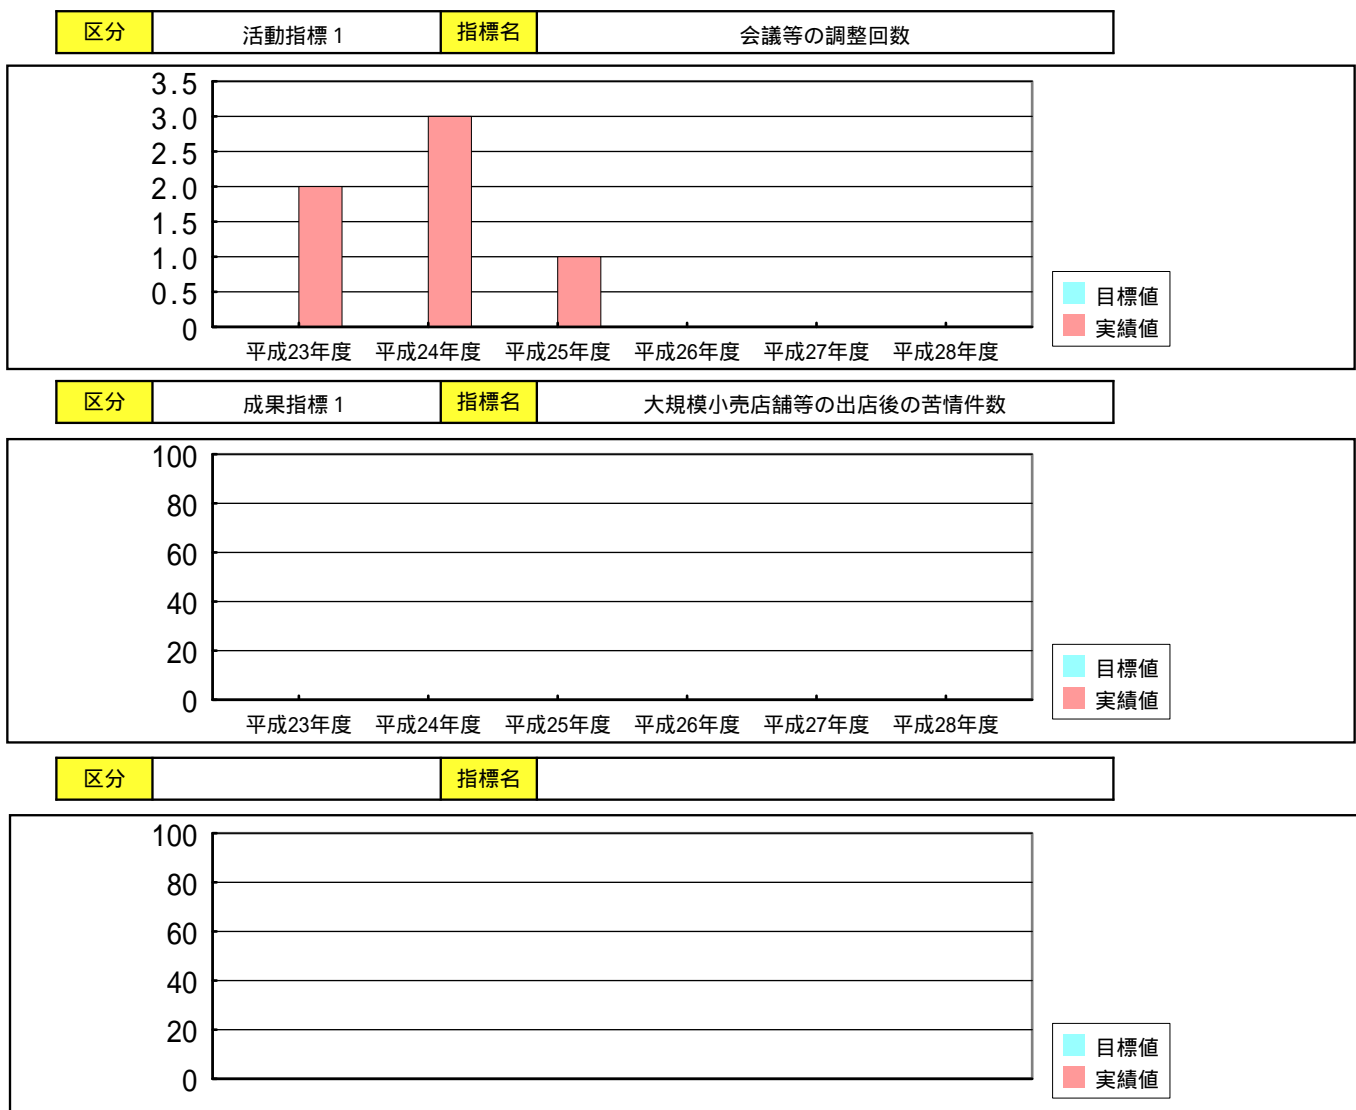 区分 活動指標1 指標名 会議等の調整回数
3.5
3.0
2.5
2.0
1.5
1.0
0.5
0
平成23年度 平成24年度 平成25年度 平成26年度 平成27年度 平成28年度
目標値
実績値
区分 成果指標1 指標名 大規模小売店舗等の出店後の苦情件数
100
80
60
40
20
0
平成23年度 平成24年度 平成25年度 平成26年度 平成27年度 平成28年度
目標値
実績値
区分 指標名
100
80
60
40
20
0
目標値
実績値